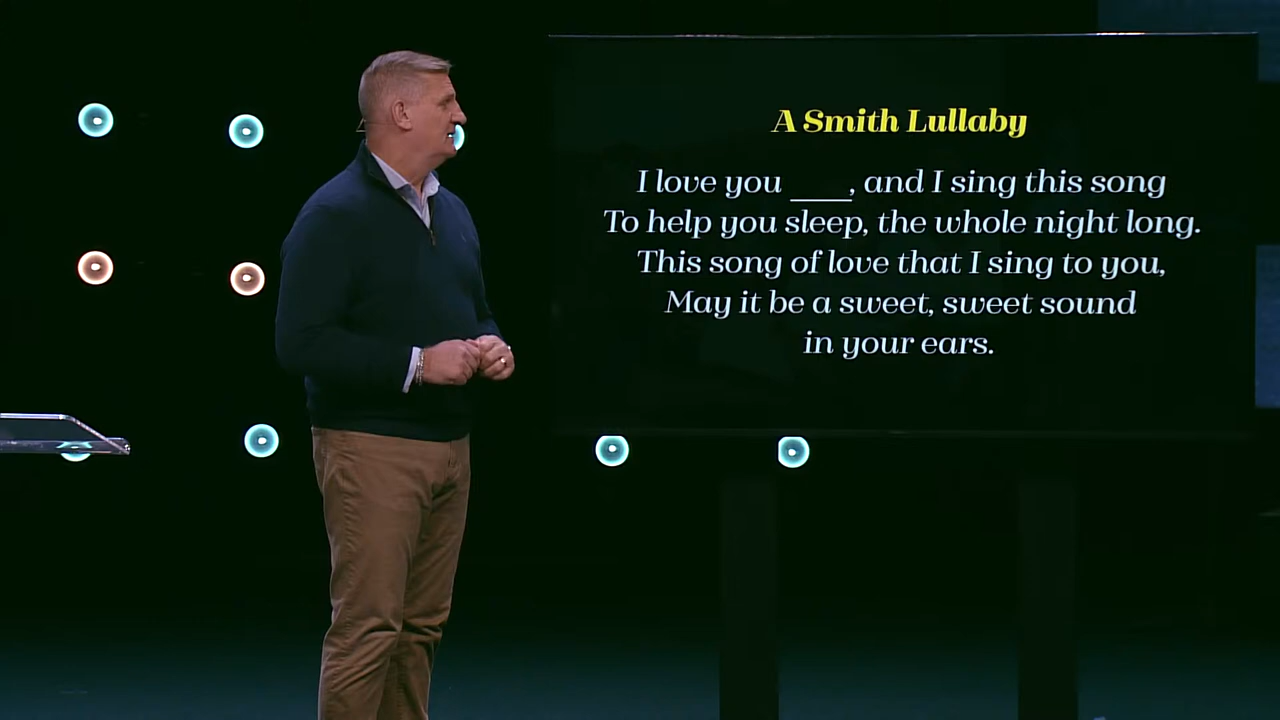 A Smith Lullaby
I love you ____, and I sing this song
To help you sleep, the whole night long.
This song of love that I sing to you,
May it be a sweet, sweet sound
in your ears.